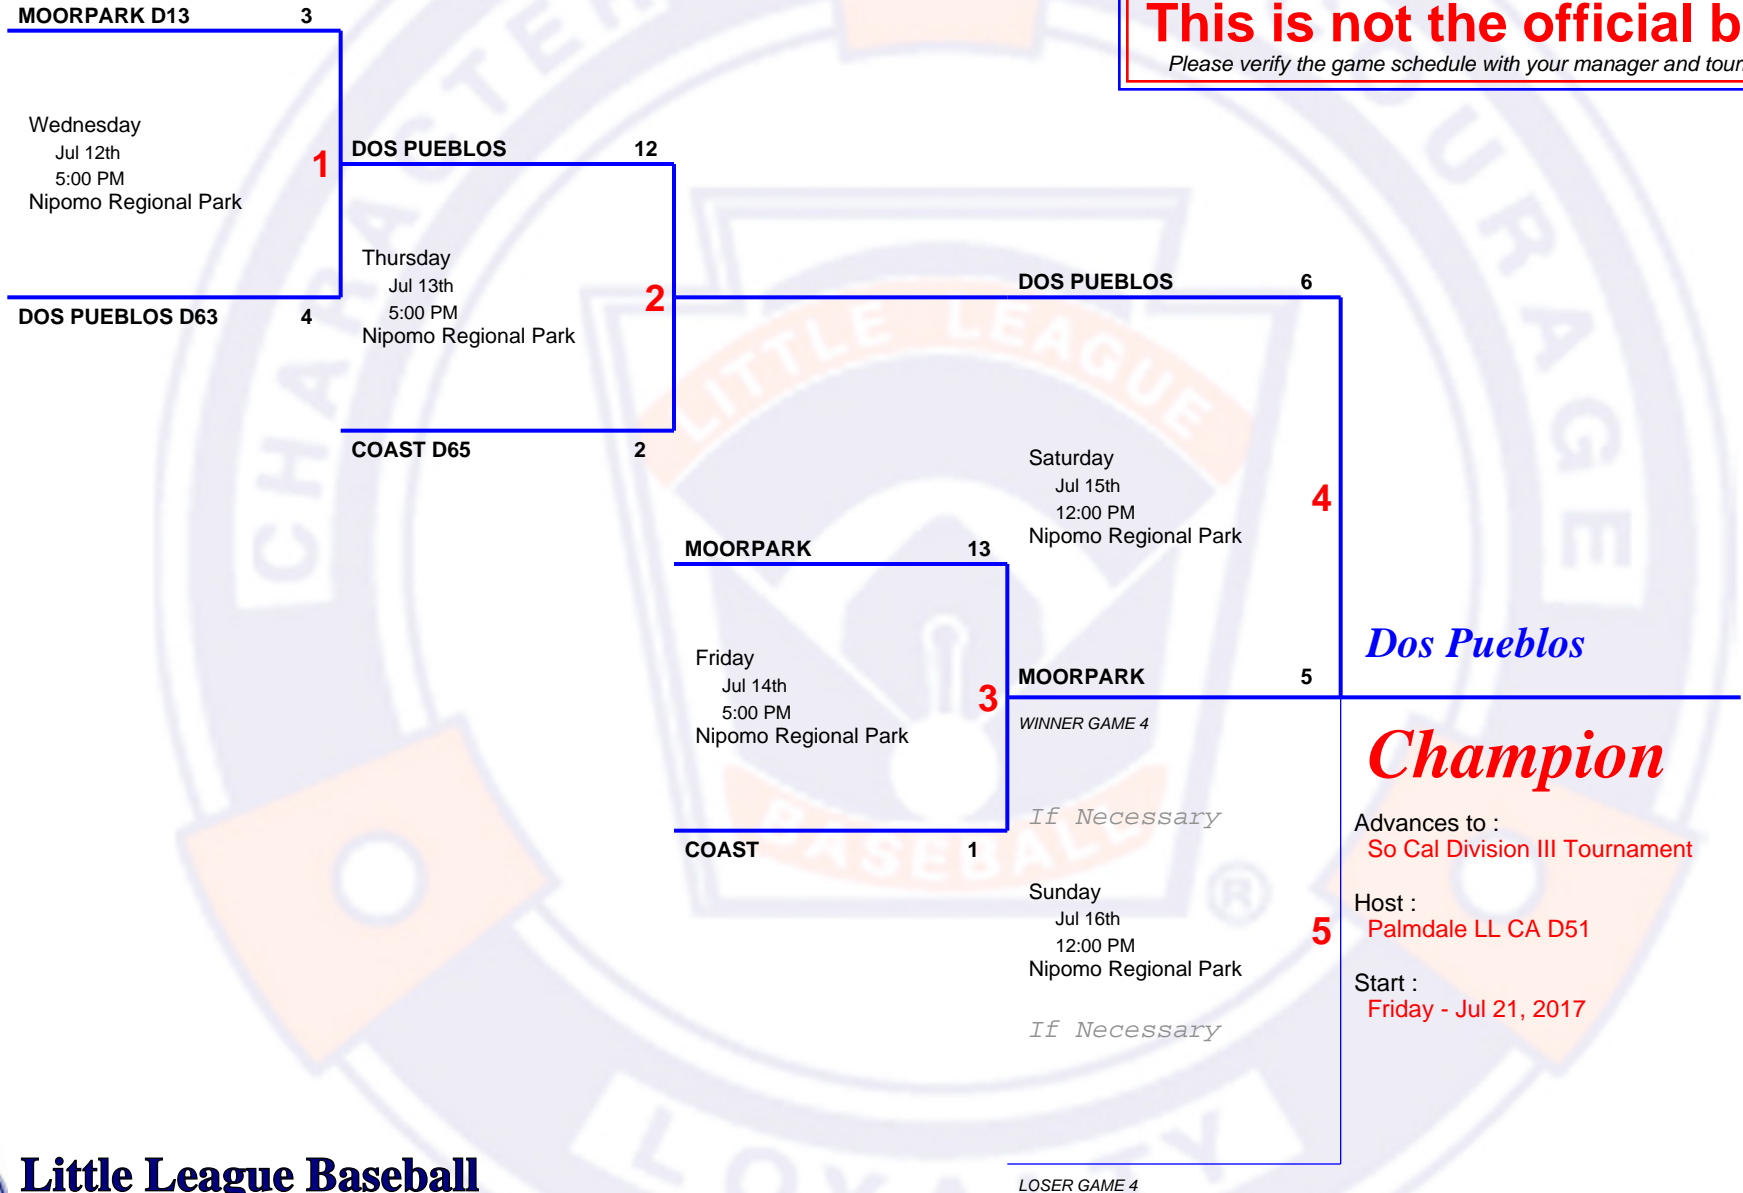 MOORPARK D13 3
This is not the official
Please verify the game schedule with your manager and
Wednesday
Jul 12th
5:00 PM
Nipomo Regional Park
1
DOS PUEBLOS D63 4
DOS PUEBLOS 12
Thursday
Jul 13th
5:00 PM
Nipomo Regional Park
2
COAST D65 2
DOS PUEBLOS 6
Saturday
Jul 15th
12:00 PM
Nipomo Regional Park
4
MOORPARK 13
Friday
Jul 14th
5:00 PM
Nipomo Regional Park
3
COAST 1
MOORPARK 5
WINNER GAME 4
If Necessary
Sunday
Jul 16th
12:00 PM
Nipomo Regional Park
5
If Necessary
LOSER GAME 4
Dos Pueblos
Champion
Advances to :
So Cal Division III Tournament
Host :
Palmdale LL CA D51
Start :
Friday - Jul 21, 2017
Little League Baseball
CHARACTER
COURAGE
LOYALTY
LITTLE LEAGUE
BASEBALL
®